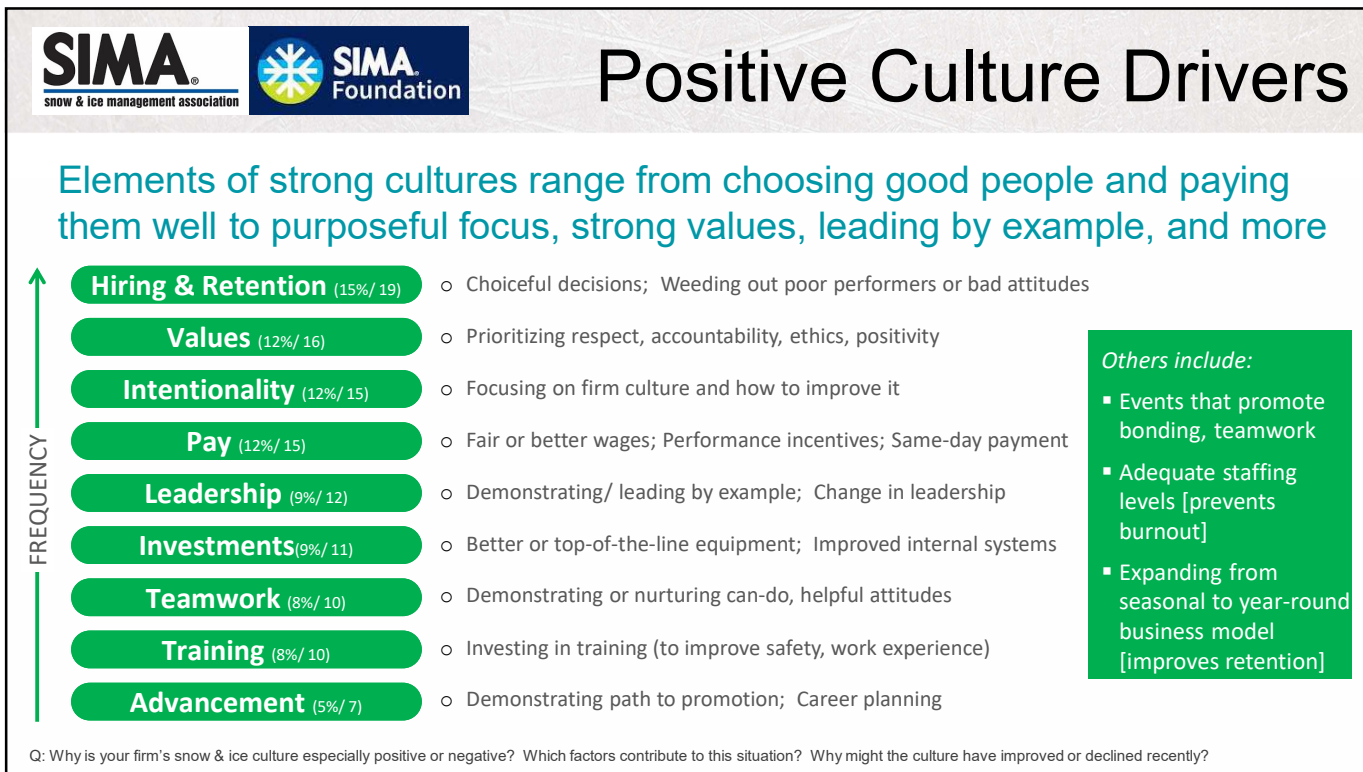 SIMA®
snow & ice management association
SIMA®
Foundation
Positive Culture Drivers
Elements of strong cultures range from choosing good people and paying
them well to purposeful focus, strong values, leading by example, and more
FREQUENCY
Hiring & Retention (15%/ 19)
○ Choiceful decisions; Weeding out poor performers or bad attitudes
Values (12%/ 16)
○ Prioritizing respect, accountability, ethics, positivity
Intentionality (12%/ 15)
○ Focusing on firm culture and how to improve it
Pay (12%/ 15)
○ Fair or better wages; Performance incentives; Same-day payment
Leadership (9%/ 12)
○ Demonstrating/ leading by example; Change in leadership
Investments(9%/ 11)
○ Better or top-of-the-line equipment; Improved internal systems
Teamwork (8%/ 10)
○ Demonstrating or nurturing can-do, helpful attitudes
Training (8%/ 10)
○ Investing in training (to improve safety, work experience)
Advancement (5%/ 7)
○ Demonstrating path to promotion; Career planning
Others include:
▪ Events that promote
bonding, teamwork
▪ Adequate staffing
levels [prevents
burnout]
▪ Expanding from
seasonal to year-round
business model
[improves retention]
Q: Why is your firm's snow & ice culture especially positive or negative? Which factors contribute to this situation? Why might the culture have improved or declined recently?